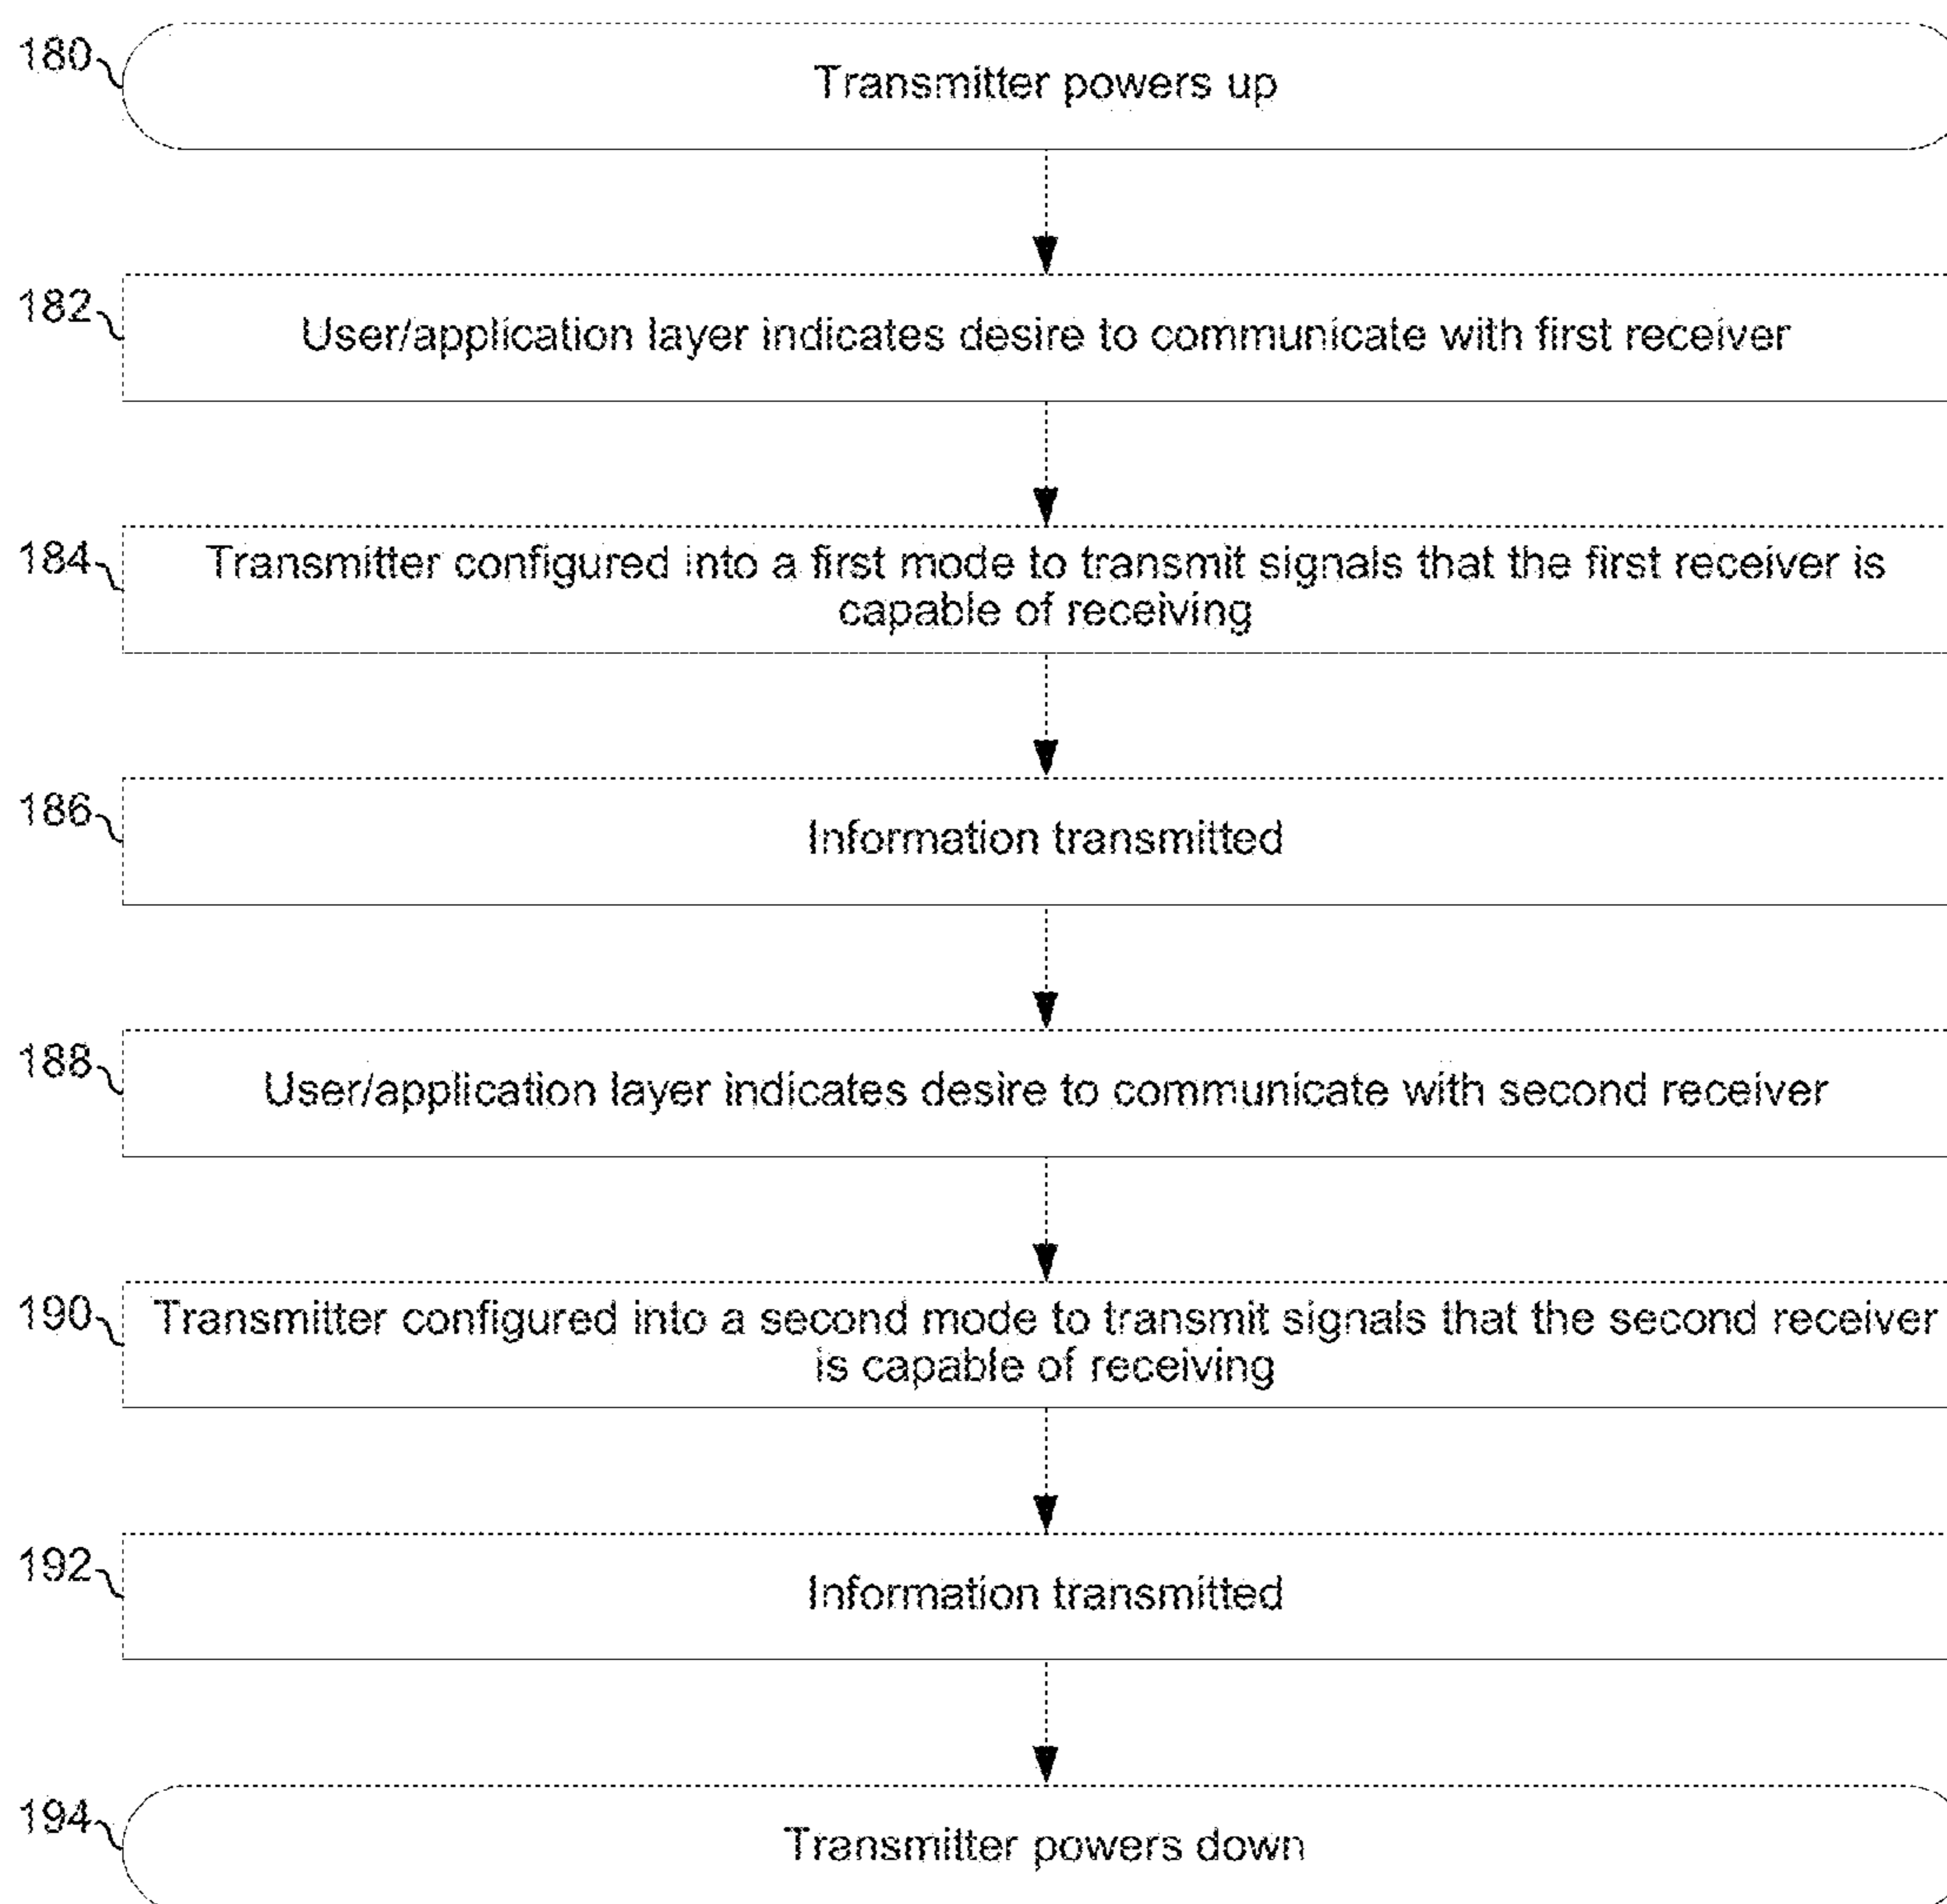 180
Transmitter powers up
182
User/application layer indicates desire to communicate with first receiver
184
Transmitter configured into a first mode to transmit signals that the first receiver is
capable of receiving
186
Information transmitted
188
User/application layer indicates desire to communicate with second receiver
190
Transmitter configured into a second mode to transmit signals that the second receiver
is capable of receiving
192
Information transmitted
194
Transmitter powers down